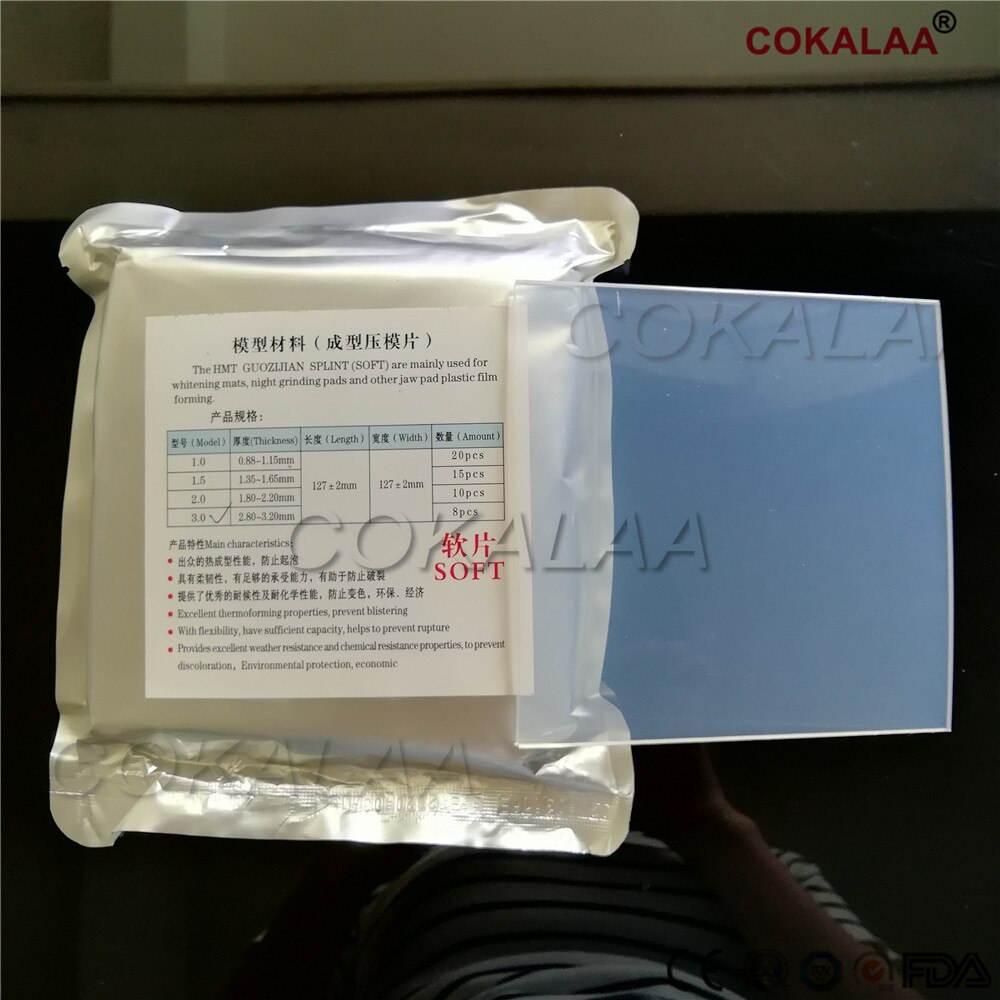 COKALAA®
COKALAA
模型材料（成型压模片）
The HMT GUOZIJIAN SPLINT (SOFT) are mainly used for
whitening mats, night grinding pads and other jaw pad plastic film
forming.
产品规格：
型号（Model） 厚度(Thickness) 长度（Length） 宽度（Width） 数量（Amount）
1.0 0.88~1.15mm 127±2mm 127±2mm 20pcs
1.5 1.35~1.65mm 15pcs
2.0 1.80~2.20mm 10pcs
3.0 ✓ 2.80~3.20mm 8pcs
COKALAA
产品特性Main characteristics:
软片
SOFT
• 出众的热成型性能，防止起泡
• 具有柔韧性，有足够的承受能力，有助于防止破裂
• 提供了优秀的耐候性及耐化学性能，防止变色，环保、经济
• Excellent thermoforming properties, prevent blistering
• With flexibility, have sufficient capacity, helps to prevent rupture
• Provides excellent weather resistance and chemical resistance properties, to prevent
discoloration, Environmental protection, economic
COKALAA
CE TUV FDA